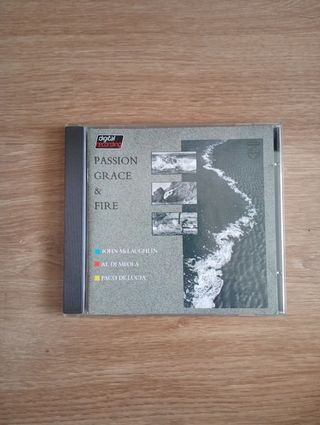 digital
recording
PASSION
GRACE
&
FIRE
JOHN McLAUGHLIN
AL DI MEOLA
PACO DE LUCIA